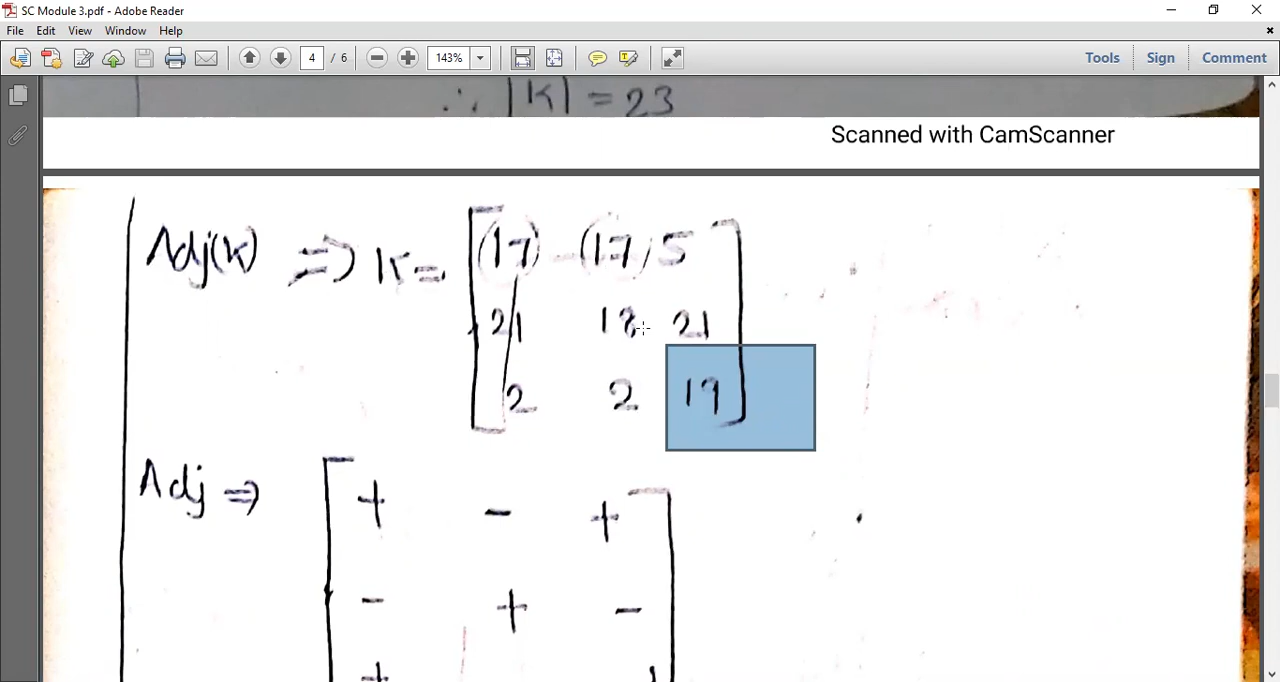 SC Module 3.pdf - Adobe Reader
File Edit View Window Help
4 / 6 143% Tools Sign Comment
∴ |K| = 23
Scanned with CamScanner
Adj(K) => K = [(17) (17) 5
21 18 21
2 2 19]
Adj => [+ - +
- + -
+ +